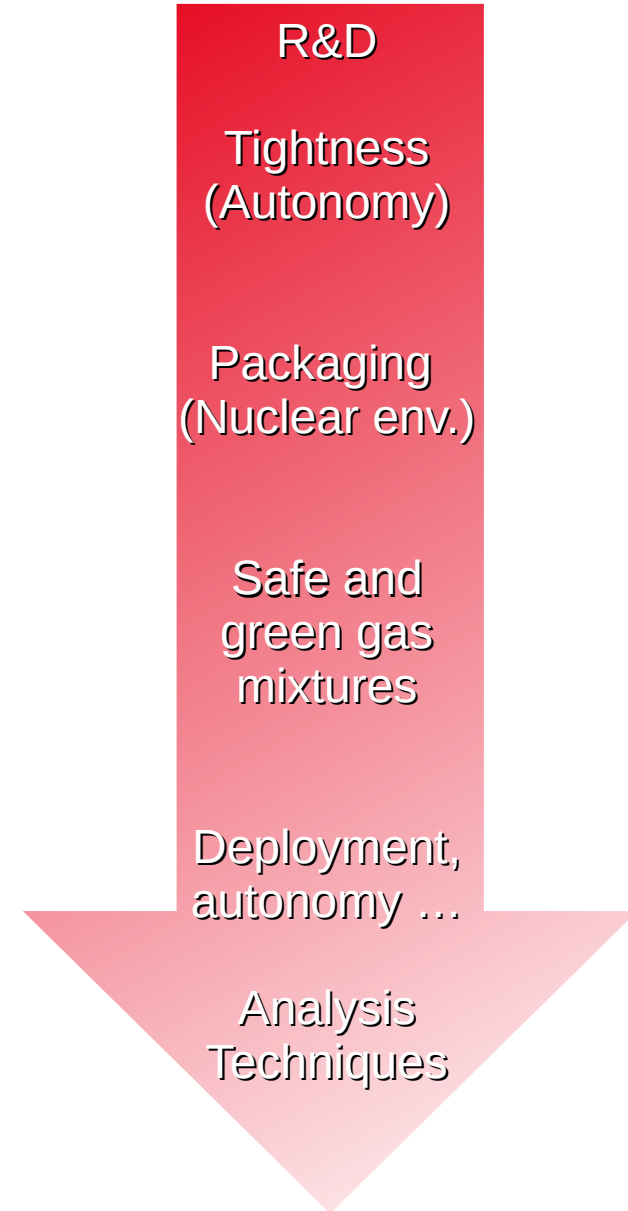 R&D
Tightness
(Autonomy)
Packaging
(Nuclear env.)
Safe and
green gas
mixtures
Deployment,
autonomy …
Analysis
Techniques